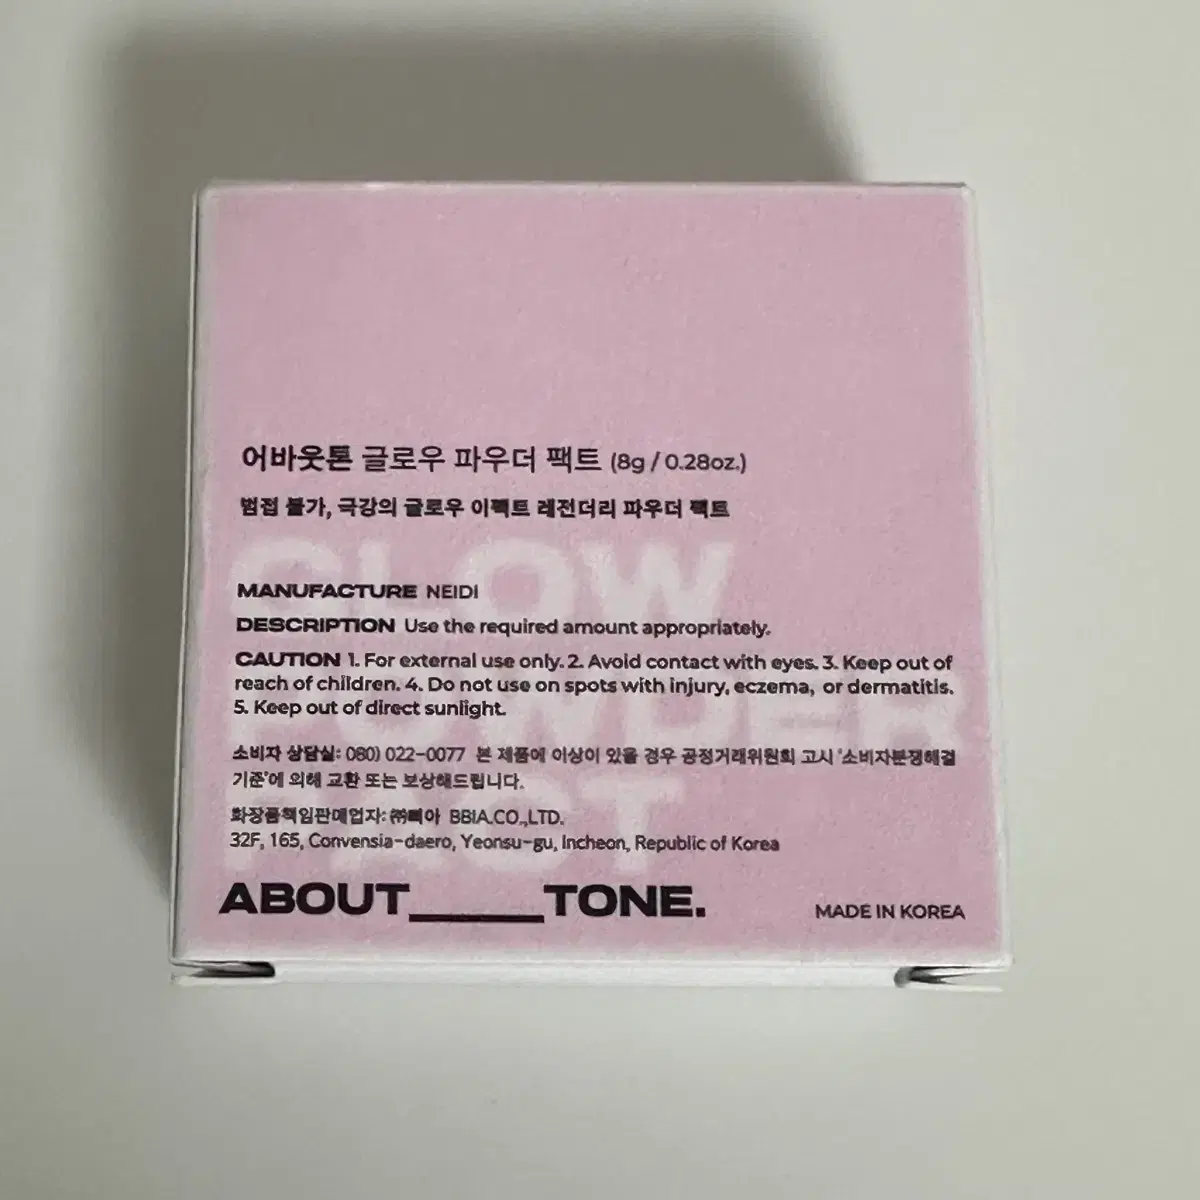 어바웃톤 글로우 파우더 팩트 (8g / 0.28oz.)
범접 불가, 극강의 글로우 이펙트 레전더리 파우더 팩트
GLOW
POWDER
PACT
MANUFACTURE NEIDI
DESCRIPTION Use the required amount appropriately.
CAUTION 1. For external use only. 2. Avoid contact with eyes. 3. Keep out of
reach of children. 4. Do not use on spots with injury, eczema, or dermatitis.
5. Keep out of direct sunlight.
소비자 상담실: 080) 022-0077 본 제품에 이상이 있을 경우 공정거래위원회 고시 '소비자분쟁해결
기준'에 의해 교환 또는 보상해드립니다.
화장품책임판매업자: ㈜삐아 BBIA.CO.,LTD.
32F, 165, Convensia-daero, Yeonsu-gu, Incheon, Republic of Korea
ABOUT____TONE.
MADE IN KOREA